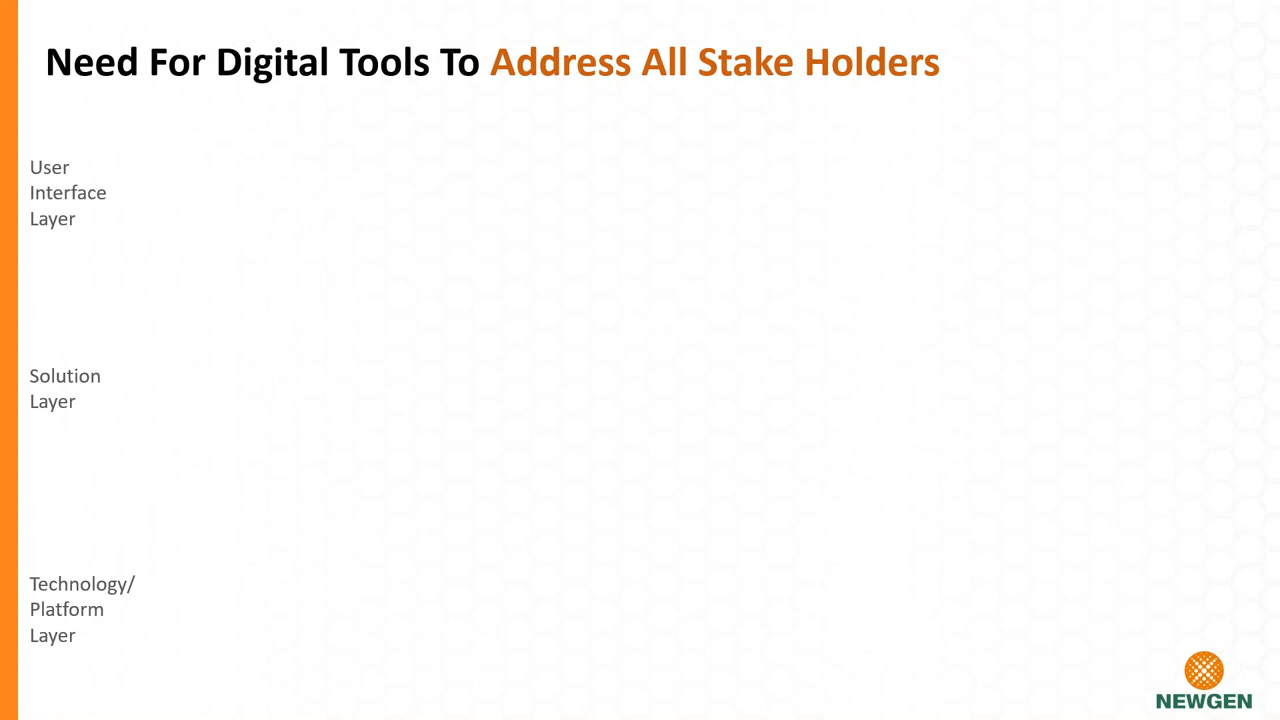 Need For Digital Tools To Address All Stake Holders
User
Interface
Layer
Solution
Layer
Technology/
Platform
Layer
NEWGEN